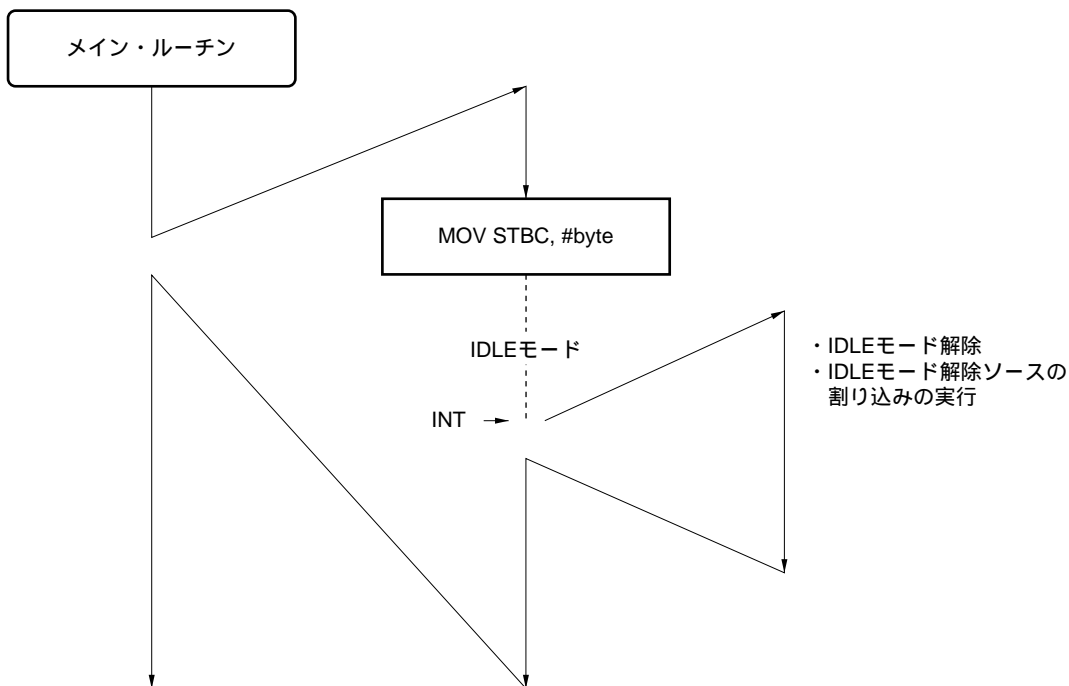 メイン・ルーチン
MOV STBC, #byte
IDLEモード
・IDLEモード解除
・IDLEモード解除ソースの
割り込みの実行
INT